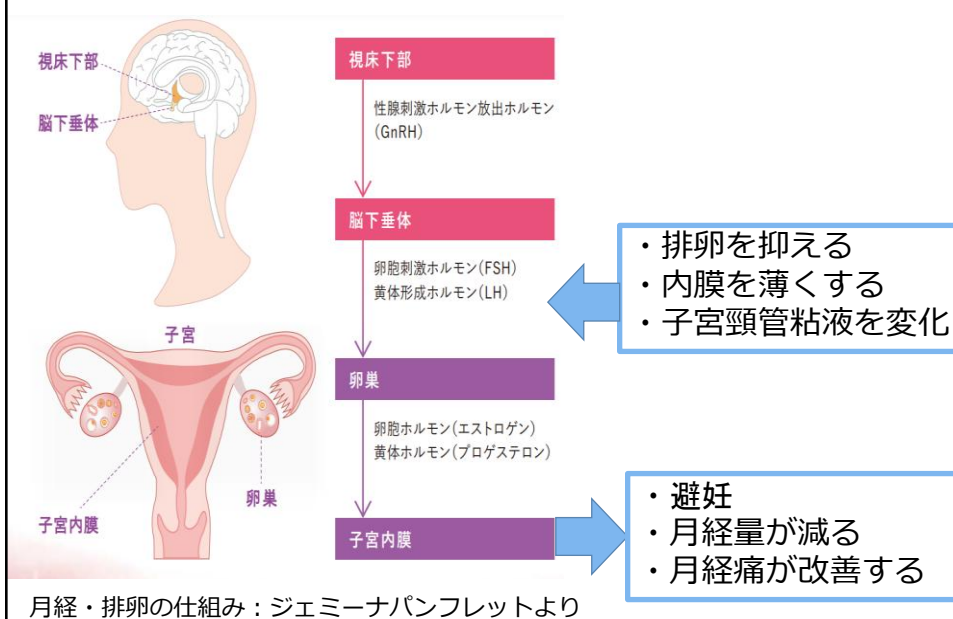 視床下部
脳下垂体
子宮
卵巣
子宮内膜
視床下部
性腺刺激ホルモン放出ホルモン
(GnRH)
脳下垂体
卵胞刺激ホルモン(FSH)
黄体形成ホルモン(LH)
卵巣
卵胞ホルモン(エストロゲン)
黄体ホルモン(プロゲステロン)
子宮内膜
・排卵を抑える
・内膜を薄くする
・子宮頸管粘液を変化
・避妊
・月経量が減る
・月経痛が改善する
月経・排卵の仕組み：ジェミーナパンフレットより